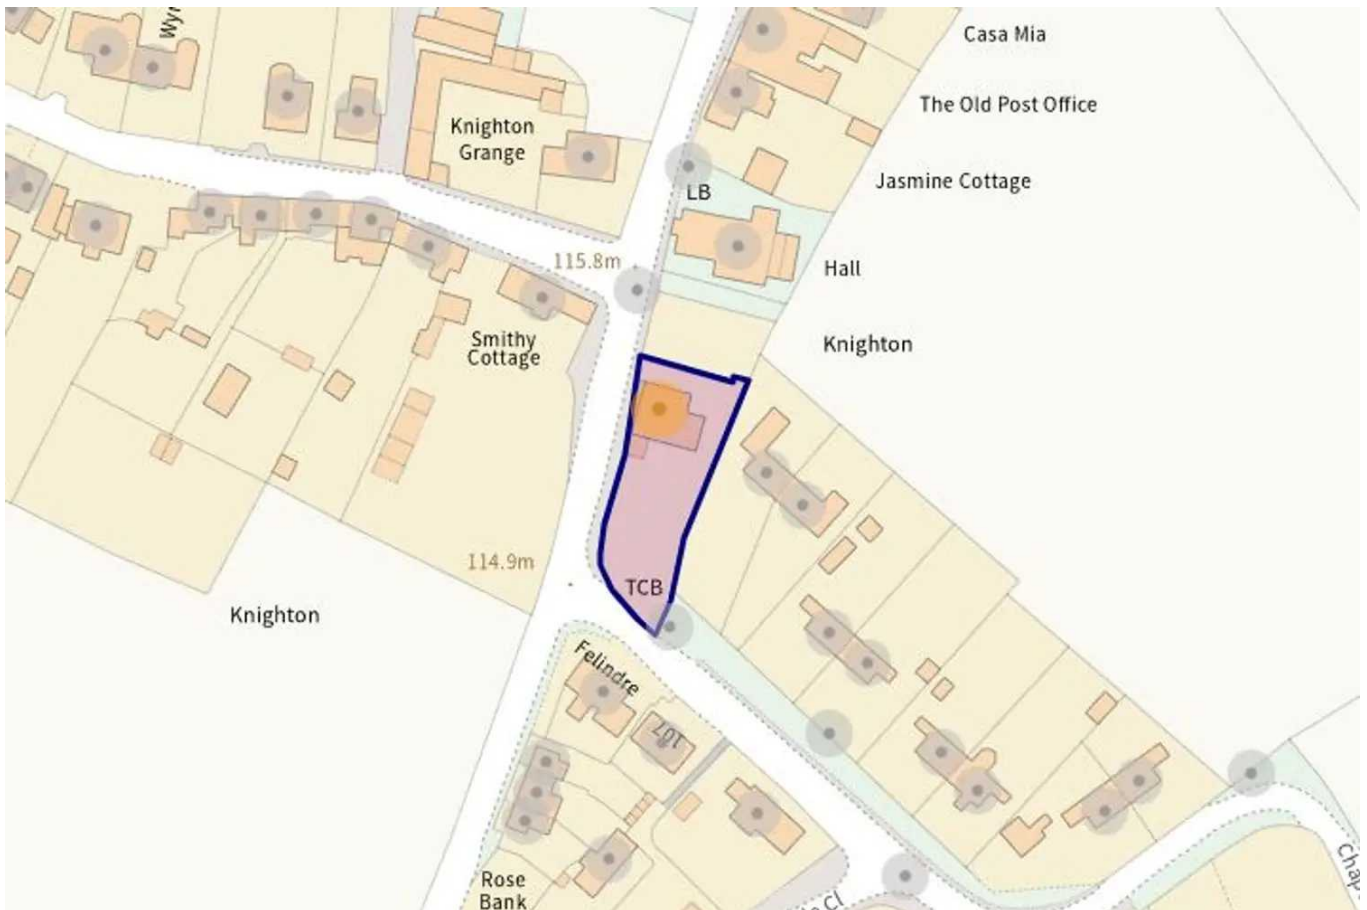 Casa Mia
The Old Post Office
Knighton
Grange
Jasmine Cottage
LB
115.8m
Hall
Smithy
Cottage
Knighton
114.9m
TCB
Knighton
Felindre
107
Rose
Bank